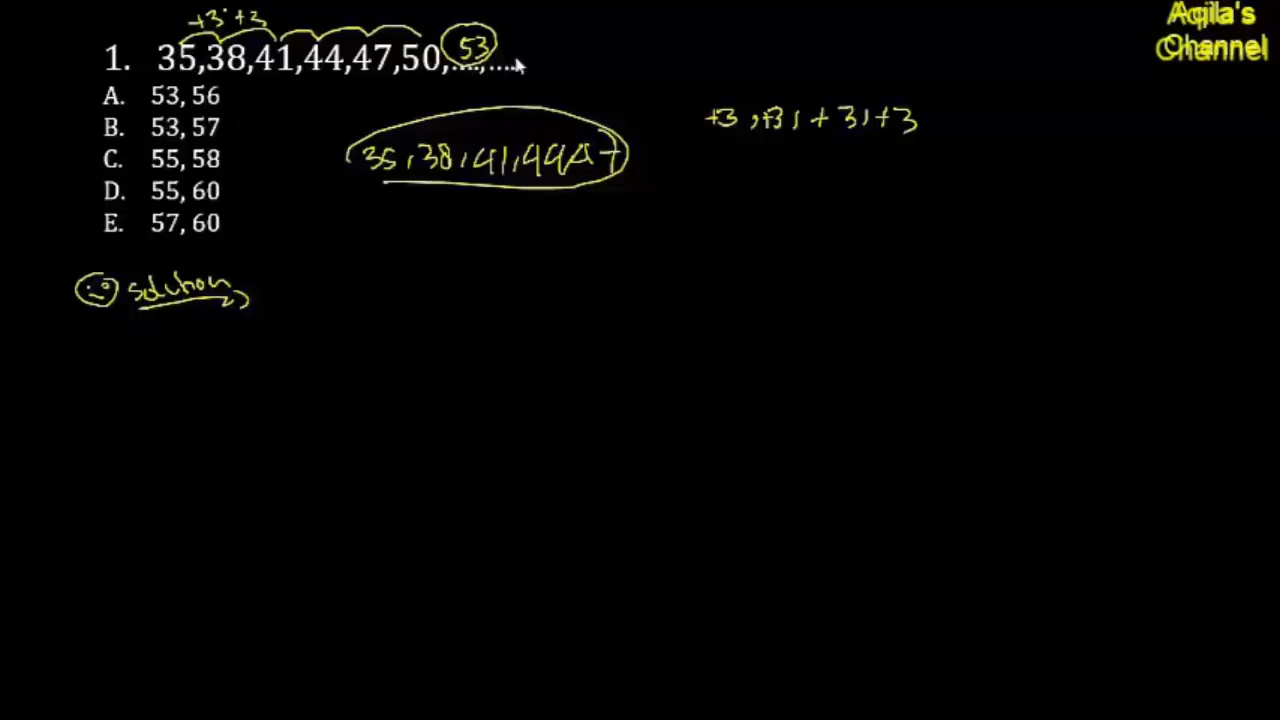 +3 +3
Aqila's
Channel
1. 35,38,41,44,47,50,....,....
53
A. 53, 56
B. 53, 57
C. 55, 58
D. 55, 60
E. 57, 60
35,38,41,44,47
+3,+3,+3,+3
solution